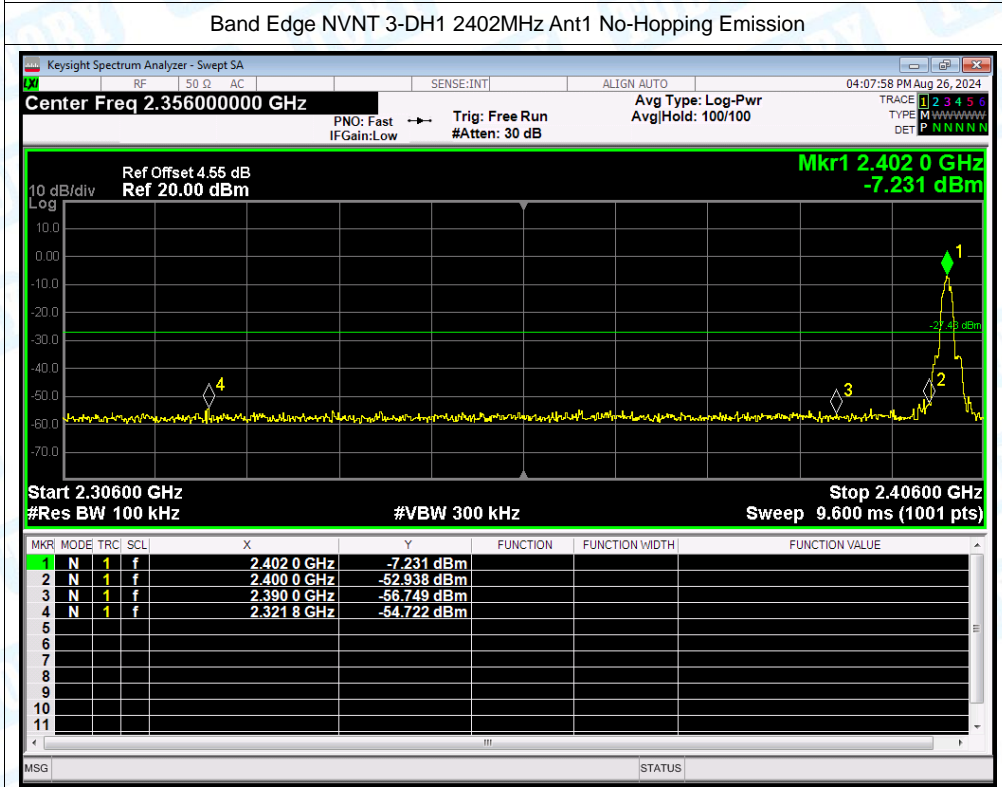 Band Edge NVNT 3-DH1 2402MHz Ant1 No-Hopping Emission
Keysight Spectrum Analyzer - Swept SA
LXI RF 50 Ω AC SENSE:INT ALIGN AUTO 04:07:58 PM Aug 26, 2024
Center Freq 2.356000000 GHz
PNO: Fast
IFGain:Low
Trig: Free Run
#Atten: 30 dB
Avg Type: Log-Pwr
Avg|Hold: 100/100
TRACE 1 2 3 4 5 6
TYPE M W W W W W
DET P N N N N N
Mkr1 2.402 0 GHz
-7.231 dBm
Ref Offset 4.55 dB
10 dB/div Ref 20.00 dBm
Log
10.0
0.00
-10.0
-20.0
-30.0
-40.0
-50.0
-60.0
-70.0
1
-27.43 dBm
4
3
2
Start 2.30600 GHz Stop 2.40600 GHz
#Res BW 100 kHz #VBW 300 kHz Sweep 9.600 ms (1001 pts)
MKR MODE TRC SCL X Y FUNCTION FUNCTION WIDTH FUNCTION VALUE
1 N 1 f 2.402 0 GHz -7.231 dBm
2 N 1 f 2.400 0 GHz -52.938 dBm
3 N 1 f 2.390 0 GHz -56.749 dBm
4 N 1 f 2.321 8 GHz -54.722 dBm
5
6
7
8
9
10
11
MSG STATUS